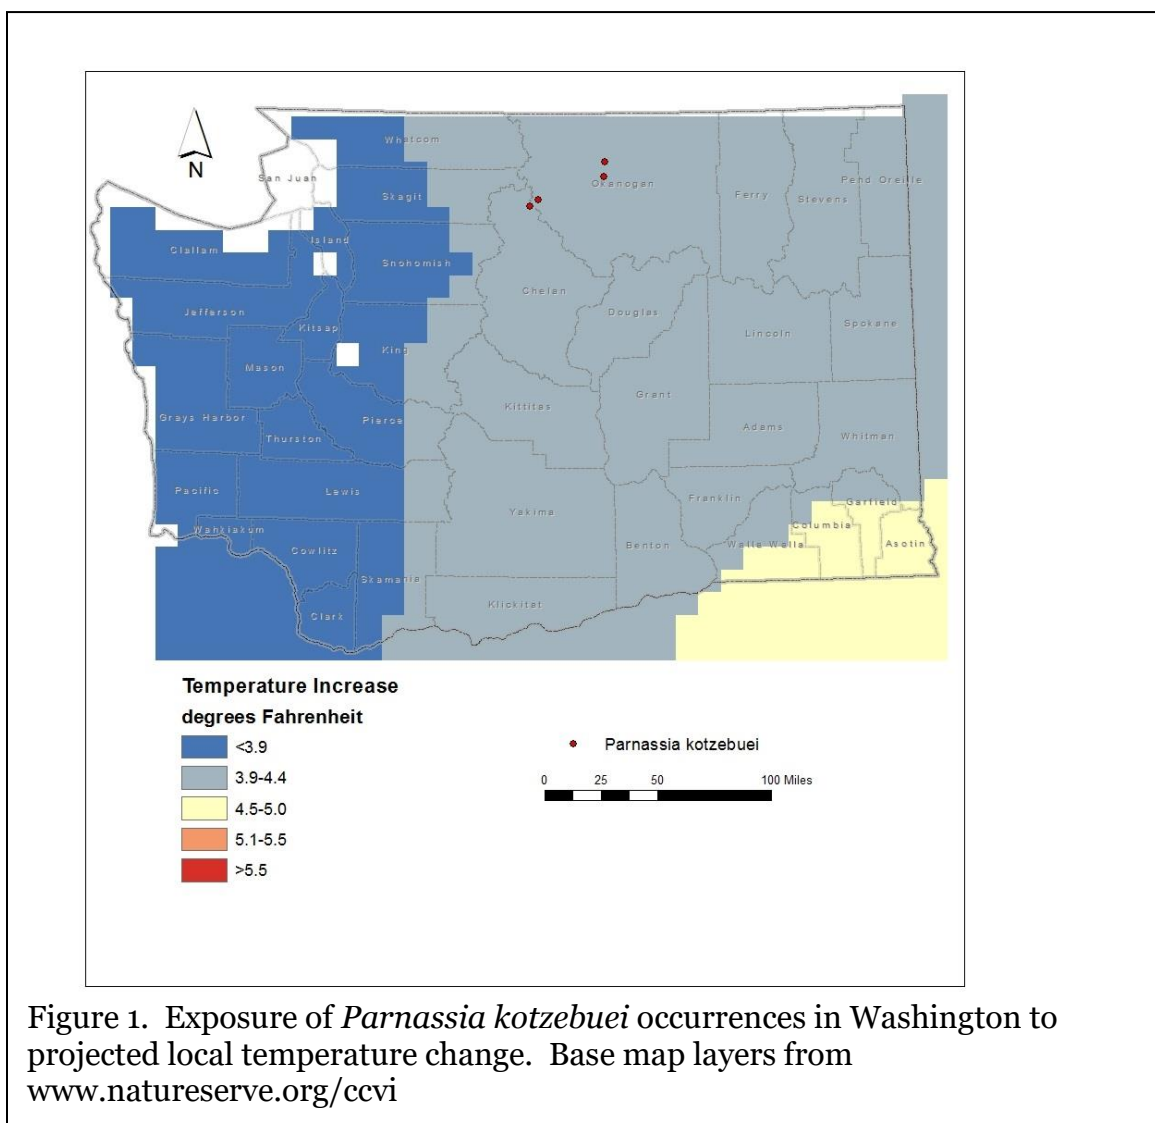 N
Whatcom
San Juan
Skagit
Okanogan
Ferry
Stevens
Pend Oreille
Clallam
Island
Snohomish
Chelan
Jefferson
Kitsap
Douglas
Lincoln
Spokane
King
Mason
Kittitas
Grant
Grays Harbor
Pierce
Thurston
Adams
Whitman
Pacific
Lewis
Yakima
Franklin
Garfield
Columbia
Wahkiakum
Cowlitz
Benton
Walla Walla
Asotin
Skamania
Klickitat
Clark
Temperature Increase
degrees Fahrenheit
<3.9
3.9-4.4
4.5-5.0
5.1-5.5
>5.5
Parnassia kotzebuei
0 25 50 100 Miles
Figure 1. Exposure of Parnassia kotzebuei occurrences in Washington to
projected local temperature change. Base map layers from
www.natureserve.org/ccvi